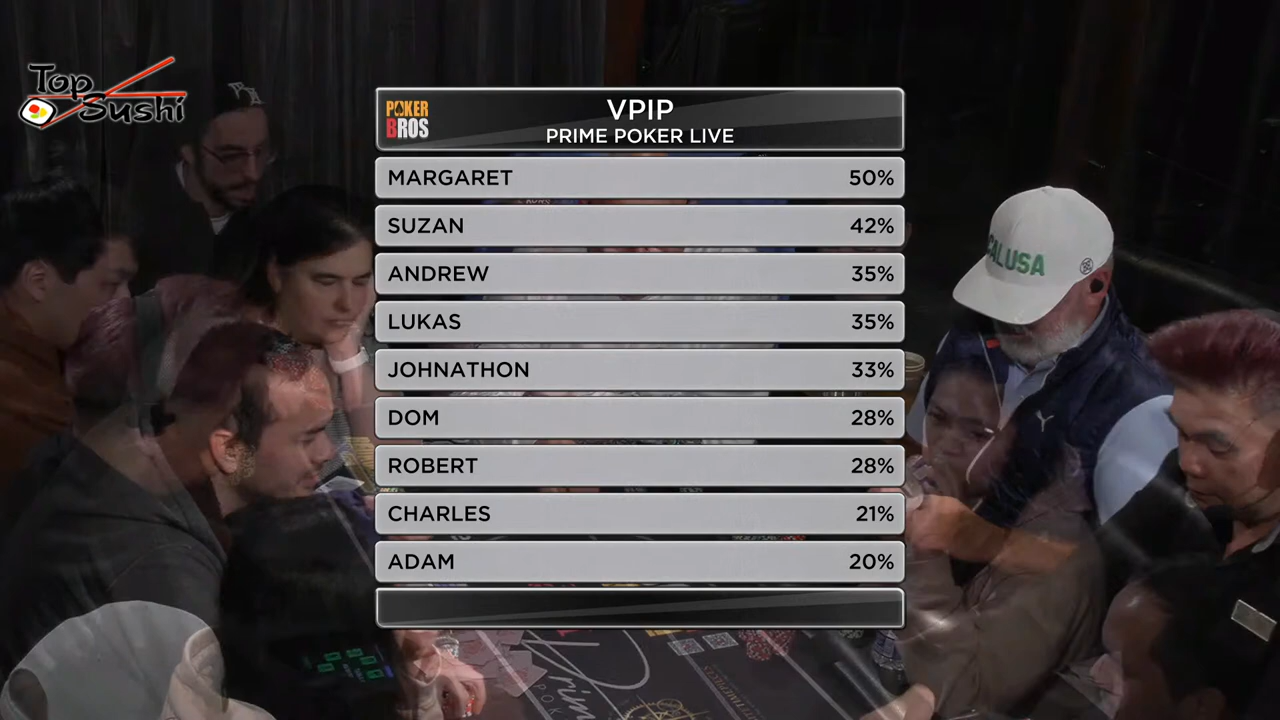 Top
Sushi
POKER
BROS
VPIP
PRIME POKER LIVE
MARGARET 50%
SUZAN 42%
ANDREW 35%
LUKAS 35%
JOHNATHON 33%
DOM 28%
ROBERT 28%
CHARLES 21%
ADAM 20%
CALUSA